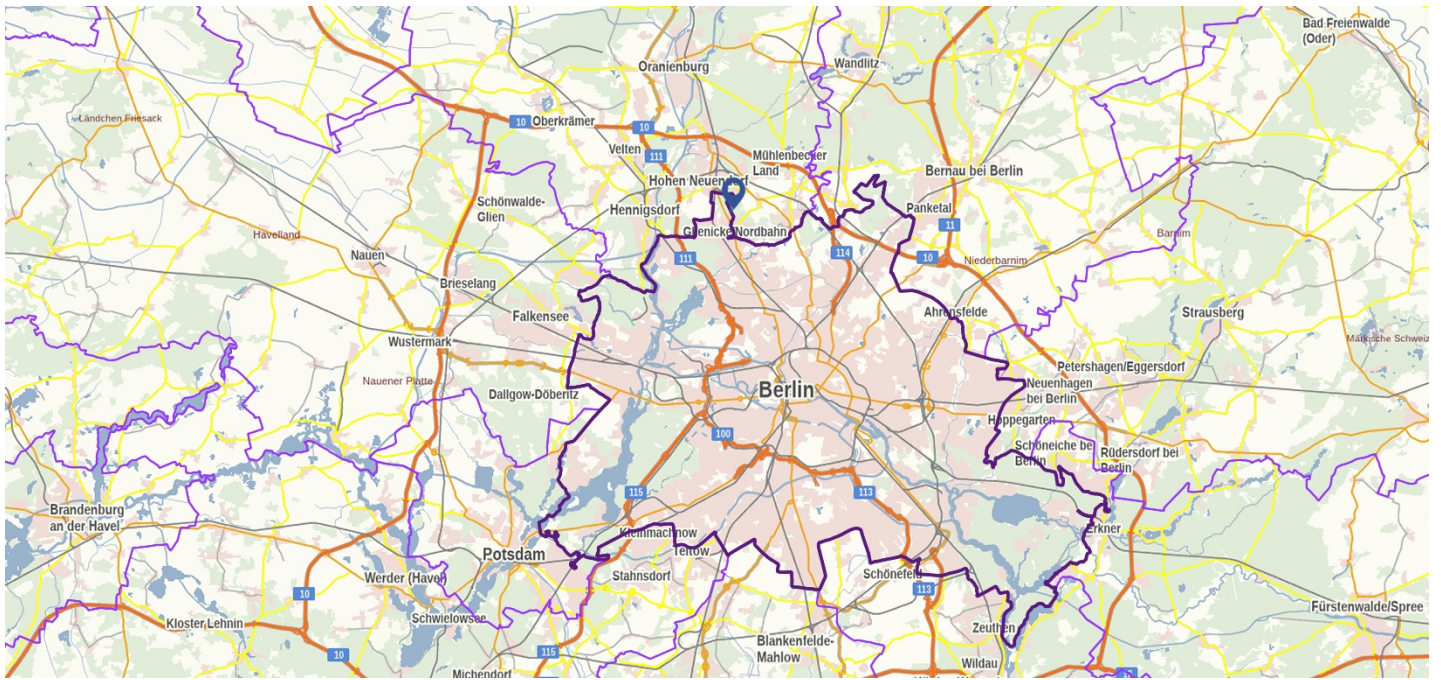 Bad Freienwalde
(Oder)
Oranienburg
Wandlitz
Ländchen Friesack
10
Oberkrämer
10
Velten
111
Mühlenbecker
Land
Bernau bei Berlin
Hohen Neuendorf
Schönwalde-
Glien
Hennigsdorf
Panketal
11
Havelland
Glienicke/Nordbahn
Barnim
Nauen
111
114
10
Niederbarnim
Brieselang
Falkensee
Ahrensfelde
Strausberg
Wustermark
Märkische Schweiz
Petershagen/Eggersdorf
Nauener Platte
Dallgow-Döberitz
Berlin
Neuenhagen
bei Berlin
Hoppegarten
100
Schöneiche bei
Berlin
Rüdersdorf bei
Berlin
115
113
Brandenburg
an der Havel
Erkner
Kleinmachnow
Potsdam
Teltow
Werder (Havel)
Stahnsdorf
Schönefeld
113
10
Fürstenwalde/Spree
Kloster Lehnin
Schwielowsee
Zeuthen
Blankenfelde-
Mahlow
10
115
Wildau
Michendorf